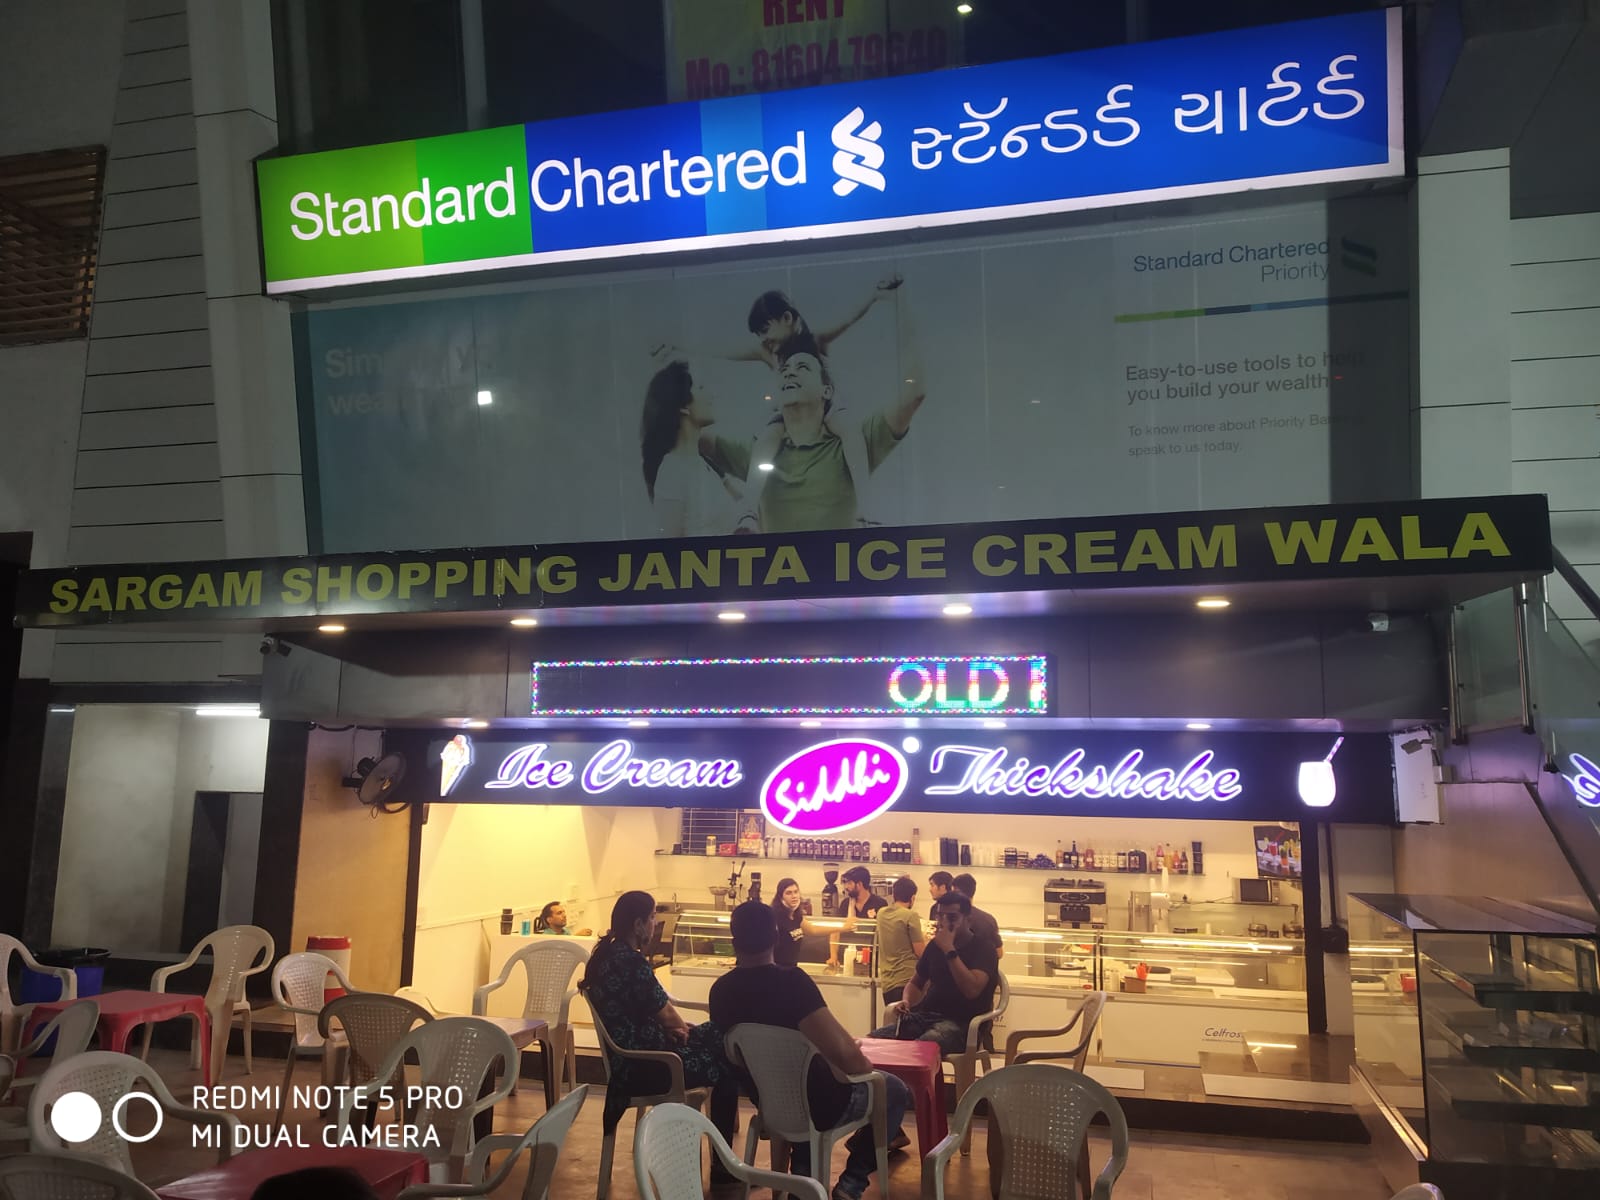 RENT
Mo.: 81604 79640
Standard Chartered સ્ટૅન્ડર્ડ ચાર્ટર્ડ
Standard Chartered
Priority
Easy-to-use tools to help
you build your wealth
To know more about Priority Banking
speak to us today.
SARGAM SHOPPING JANTA ICE CREAM WALA
OLD
Ice Cream Siddhi Thickshake
Celfrost
REDMI NOTE 5 PRO
MI DUAL CAMERA